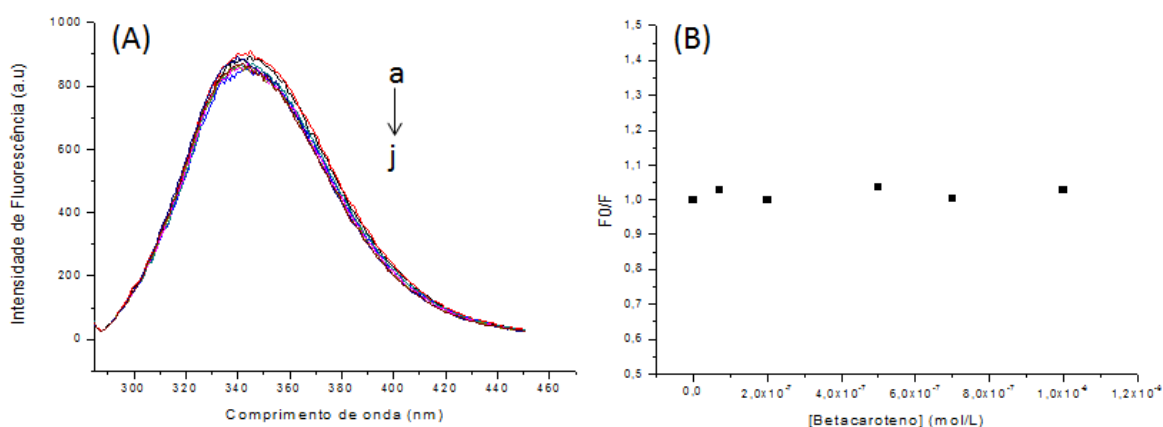 (A)
Intensidade de Fluorescência (a.u)
1000
800
600
400
200
0
a
j
300 320 340 360 380 400 420 440 460
Comprimento de onda (nm)
(B)
F0/F
1,5
1,4
1,3
1,2
1,1
1,0
0,9
0,8
0,7
0,6
0,5
0,0 2,0x10⁻⁷ 4,0x10⁻⁷ 6,0x10⁻⁷ 8,0x10⁻⁷ 1,0x10⁻⁶ 1,2x10⁻⁶
[Betacaroteno] (mol/L)